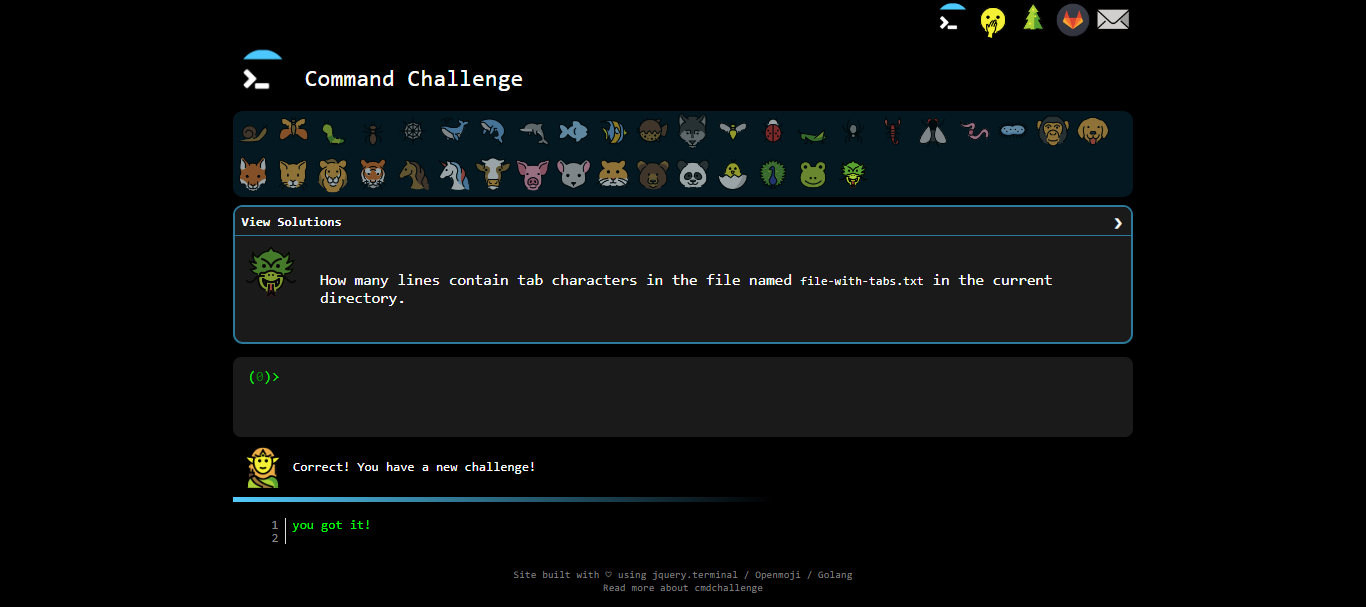 Command Challenge
View Solutions
How many lines contain tab characters in the file named file-with-tabs.txt in the current
directory.
(0)>
Correct! You have a new challenge!
1 you got it!
2
Site built with ♡ using jquery.terminal / Openmoji / Golang
Read more about cmdchallenge